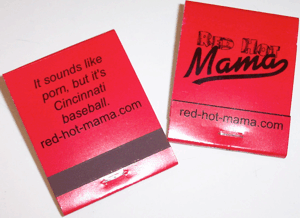 It sounds like
porn, but it's
Cincinnati
baseball.
red-hot-mama.com
RED HOT
Mama
red-hot-mama.com